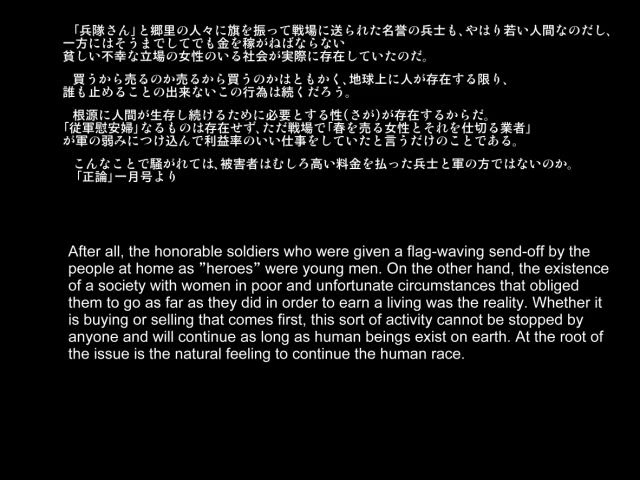 「兵隊さん」と郷里の人々に旗を振って戦場に送られた名誉の兵士も、やはり若い人間なのだし、
一方にはそうまでしてでも金を稼がねばならない
貧しい不幸な立場の女性のいる社会が実際に存在していたのだ。
買うから売るのか売るから買うのかはともかく、地球上に人が存在する限り、
誰も止めることの出来ないこの行為は続くだろう。
根源に人間が生存し続けるために必要とする性(さが)が存在するからだ。
「従軍慰安婦」なるものは存在せず、ただ戦場で「春を売る女性とそれを仕切る業者」
が軍の弱みにつけ込んで利益率のいい仕事をしていたと言うだけのことである。
こんなことで騒がれては、被害者はむしろ高い料金を払った兵士と軍の方ではないのか。
「正論」一月号より
After all, the honorable soldiers who were given a flag-waving send-off by the
people at home as ”heroes” were young men. On the other hand, the existence
of a society with women in poor and unfortunate circumstances that obliged
them to go as far as they did in order to earn a living was the reality. Whether it
is buying or selling that comes first, this sort of activity cannot be stopped by
anyone and will continue as long as human beings exist on earth. At the root of
the issue is the natural feeling to continue the human race.